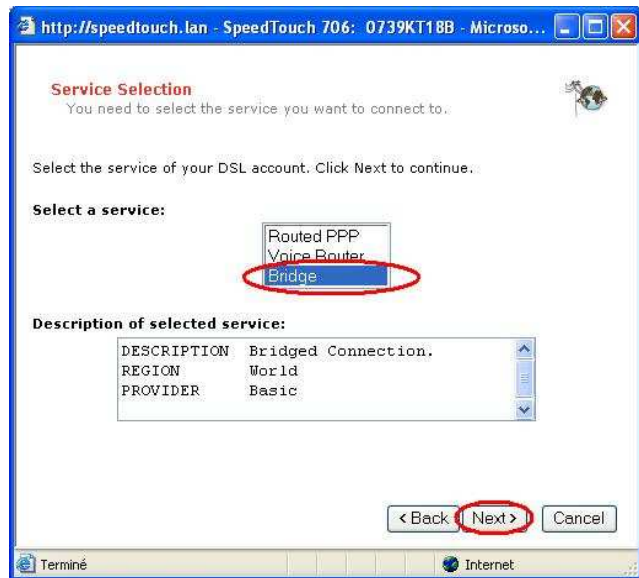 http://speedtouch.lan - SpeedTouch 706: 0739KT18B - Microso...
Service Selection
You need to select the service you want to connect to.
Select the service of your DSL account. Click Next to continue.
Select a service:
Routed PPP
Voice Router
Bridge
Description of selected service:
DESCRIPTION Bridged Connection.
REGION World
PROVIDER Basic
< Back Next > Cancel
Terminé Internet